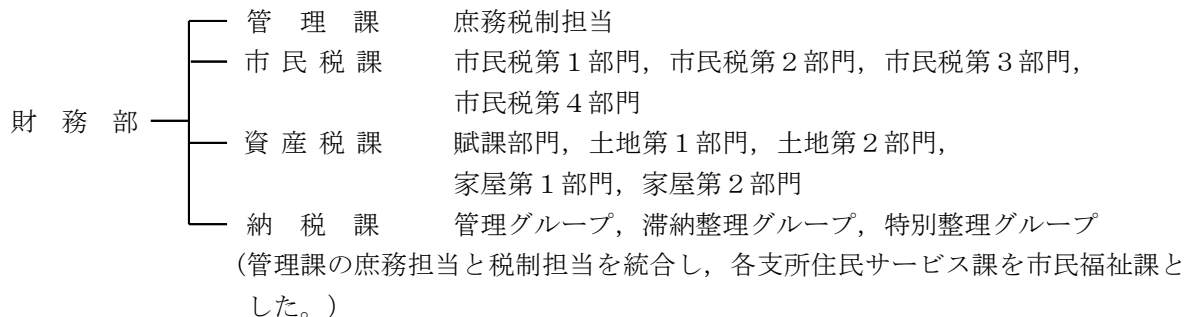 管　理　課　　庶務税制担当
市 民 税 課　　市民税第１部門，市民税第２部門，市民税第３部門，
市民税第４部門
財　務　部
資 産 税 課　　賦課部門，土地第１部門，土地第２部門，
家屋第１部門，家屋第２部門
納　税　課　　管理グループ，滞納整理グループ，特別整理グループ
（管理課の庶務担当と税制担当を統合し，各支所住民サービス課を市民福祉課と
した。）